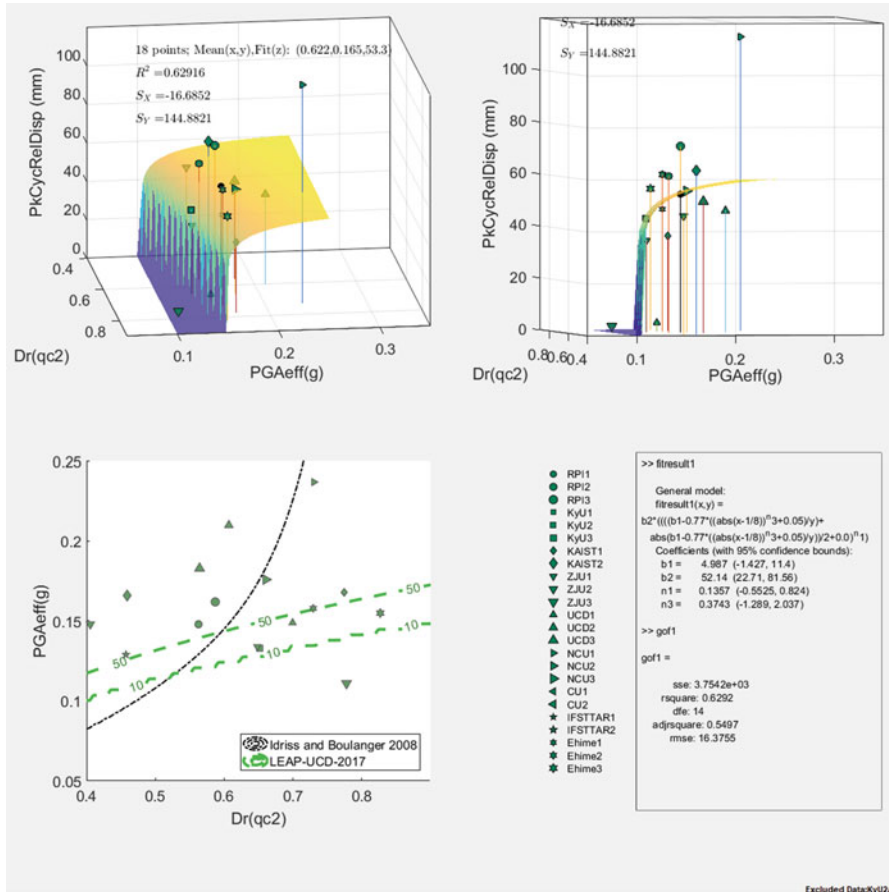 18 points; Mean(x,y),Fit(z): (0.622,0.165,53.3)
R² =0.62916
S_X =-16.6852
S_Y =144.8821
PkCycRelDisp (mm)
100
80
60
40
20
0
0.4
0.6
0.8
Dr(qc2)
0.1
0.2
0.3
PGAeff(g)
S_X =-16.6852
S_Y =144.8821
PkCycRelDisp (mm)
100
80
60
40
20
0
0.8
0.6
0.4
Dr(qc2)
0.1
0.2
0.3
PGAeff(g)
PGAeff(g)
0.25
0.2
0.15
0.1
0.05
50
50
50
10
10
10
Idriss and Boulanger 2008
LEAP-UCD-2017
0.4
0.5
0.6
0.7
0.8
Dr(qc2)
RPI1
RPI2
RPI3
KyU1
KyU2
KyU3
KAIST1
KAIST2
ZJU1
ZJU2
ZJU3
UCD1
UCD2
UCD3
NCU1
NCU2
NCU3
CU1
CU2
IFSTTAR1
IFSTTAR2
Ehime1
Ehime2
Ehime3
>> fitresult1
General model:
fitresult1(x,y) =
b2*((((b1-0.77*((abs(x-1/8))^n3+0.05)/y)+
abs(b1-0.77*((abs(x-1/8))^n3+0.05)/y))/2+0.0)^n1)
Coefficients (with 95% confidence bounds):
b1 = 4.987 (-1.427, 11.4)
b2 = 52.14 (22.71, 81.56)
n1 = 0.1357 (-0.5525, 0.824)
n3 = 0.3743 (-1.289, 2.037)
>> gof1
gof1 =
sse: 3.7542e+03
rsquare: 0.6292
dfe: 14
adjrsquare: 0.5497
rmse: 16.3755
Excluded Data:KyU2